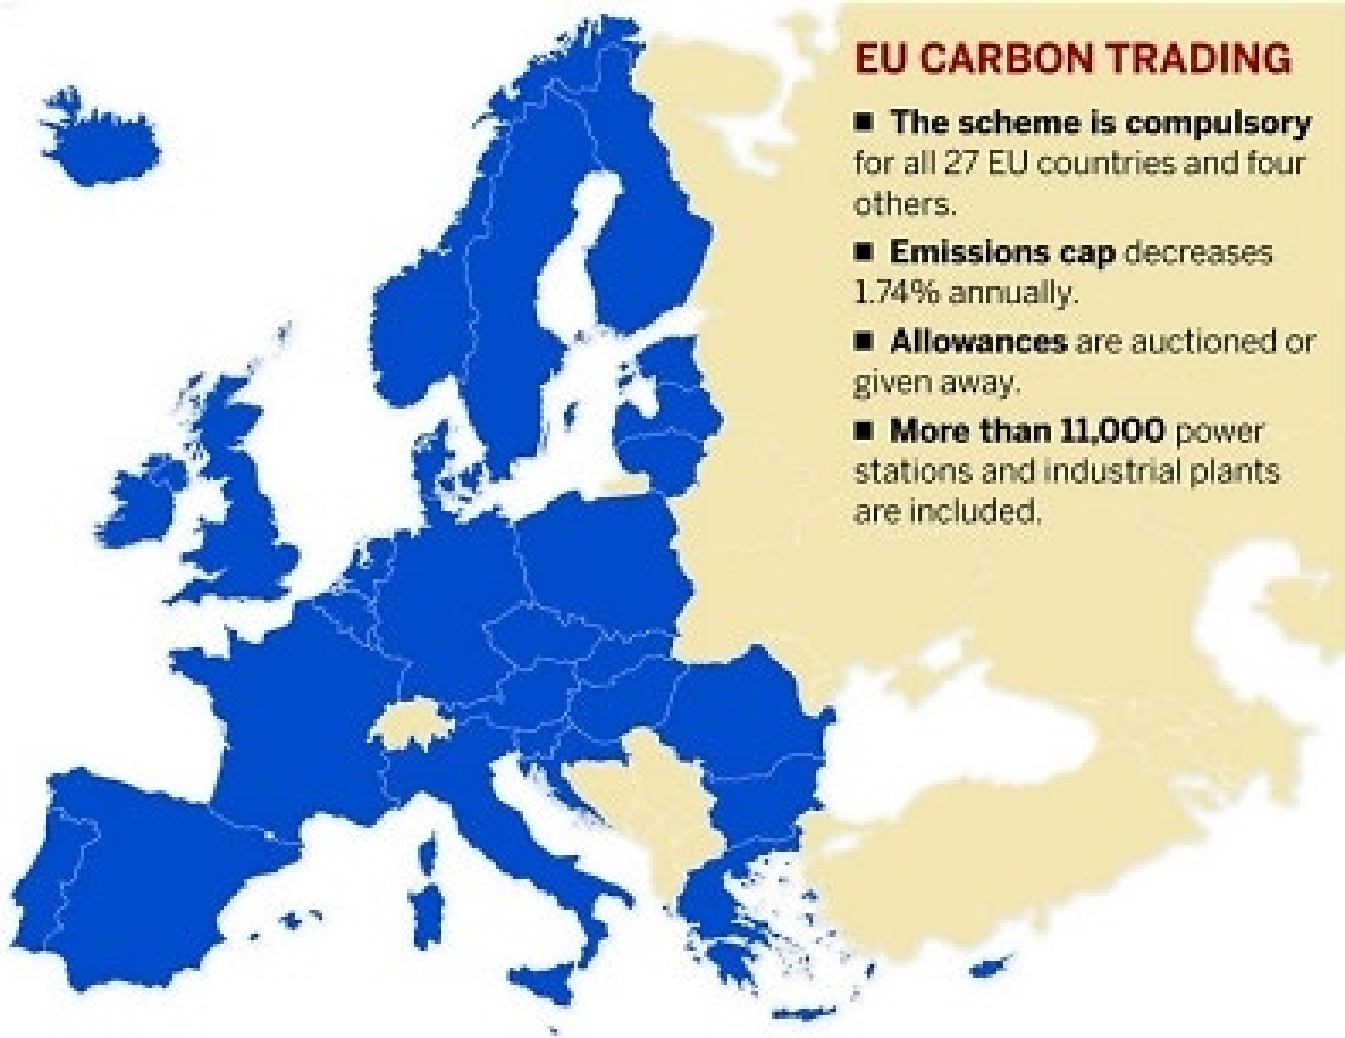 EU CARBON TRADING
■ The scheme is compulsory
for all 27 EU countries and four
others.
■ Emissions cap decreases
1.74% annually.
■ Allowances are auctioned or
given away.
■ More than 11,000 power
stations and industrial plants
are included.